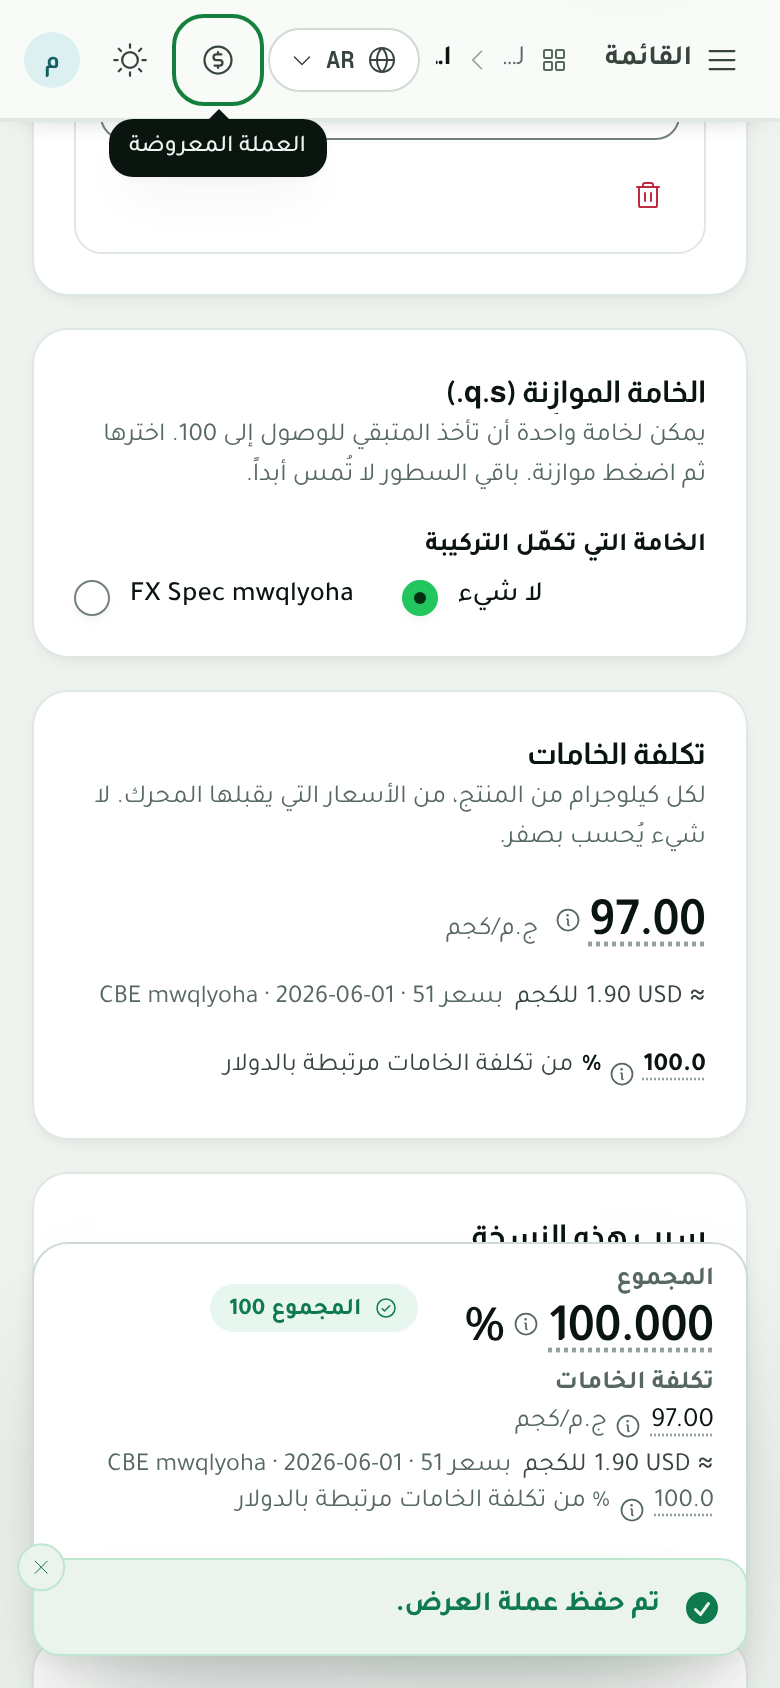 القائمة
لـ...
AR
م
العملة المعروضة
الخامة الموازنة (q.s.)
يمكن لخامة واحدة أن تأخذ المتبقي للوصول إلى 100. اخترها
ثم اضغط موازنة. باقي السطور لا تُمس أبداً.
الخامة التي تكمّل التركيبة
لا شيء
FX Spec mwqlyoha
تكلفة الخامات
لكل كيلوجرام من المنتج، من الأسعار التي يقبلها المحرك. لا
شيء يُحسب بصفر.
97.00 ج.م/كجم
≈ 1.90 USD للكجم بسعر 51 · 2026-06-01 · CBE mwqlyoha
100.0 % من تكلفة الخامات مرتبطة بالدولار
سبب هذه النسخة
المجموع
100.000 %
المجموع 100
تكلفة الخامات
97.00 ج.م/كجم
≈ 1.90 USD للكجم بسعر 51 · 2026-06-01 · CBE mwqlyoha
100.0 % من تكلفة الخامات مرتبطة بالدولار
تم حفظ عملة العرض.